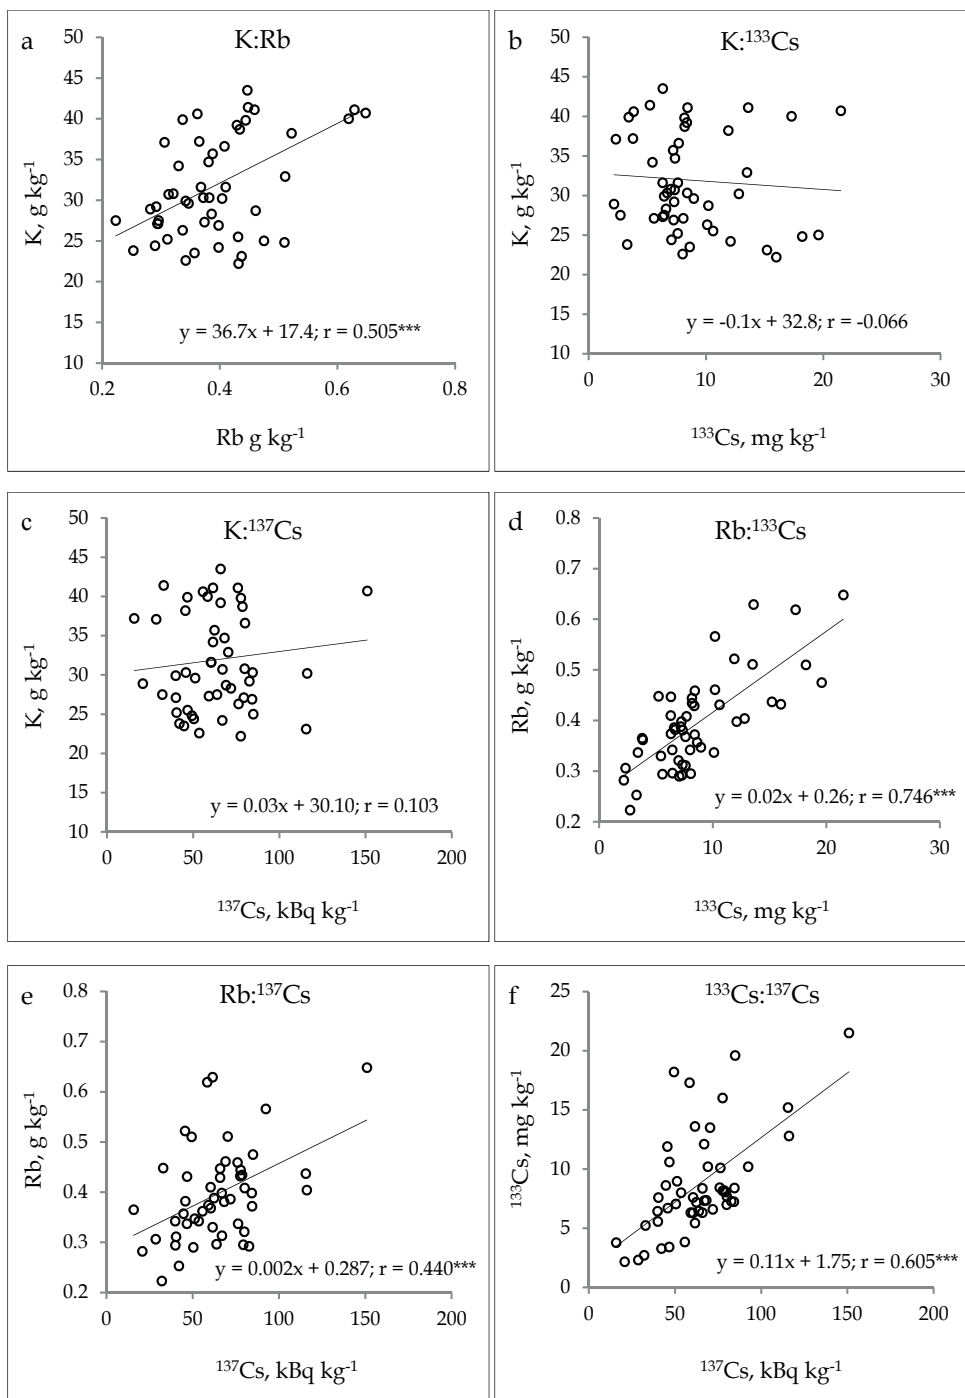 a
K:Rb
50
45
40
35
30
25
20
15
10
K, g kg⁻¹
y = 36.7x + 17.4; r = 0.505***
0.2 0.4 0.6 0.8
Rb g kg⁻¹
b
K:¹³³Cs
50
45
40
35
30
25
20
15
10
K, g kg⁻¹
y = -0.1x + 32.8; r = -0.066
0 10 20 30
¹³³Cs, mg kg⁻¹
c
K:¹³⁷Cs
50
45
40
35
30
25
20
15
10
K, g kg⁻¹
y = 0.03x + 30.10; r = 0.103
0 50 100 150 200
¹³⁷Cs, kBq kg⁻¹
d
Rb:¹³³Cs
0.8
0.7
0.6
0.5
0.4
0.3
0.2
Rb, g kg⁻¹
y = 0.02x + 0.26; r = 0.746***
0 10 20 30
¹³³Cs, mg kg⁻¹
e
Rb:¹³⁷Cs
0.8
0.7
0.6
0.5
0.4
0.3
0.2
Rb, g kg⁻¹
y = 0.002x + 0.287; r = 0.440***
0 50 100 150 200
¹³⁷Cs, kBq kg⁻¹
f
¹³³Cs:¹³⁷Cs
25
20
15
10
5
0
¹³³Cs, mg kg⁻¹
y = 0.11x + 1.75; r = 0.605***
0 50 100 150 200
¹³⁷Cs, kBq kg⁻¹